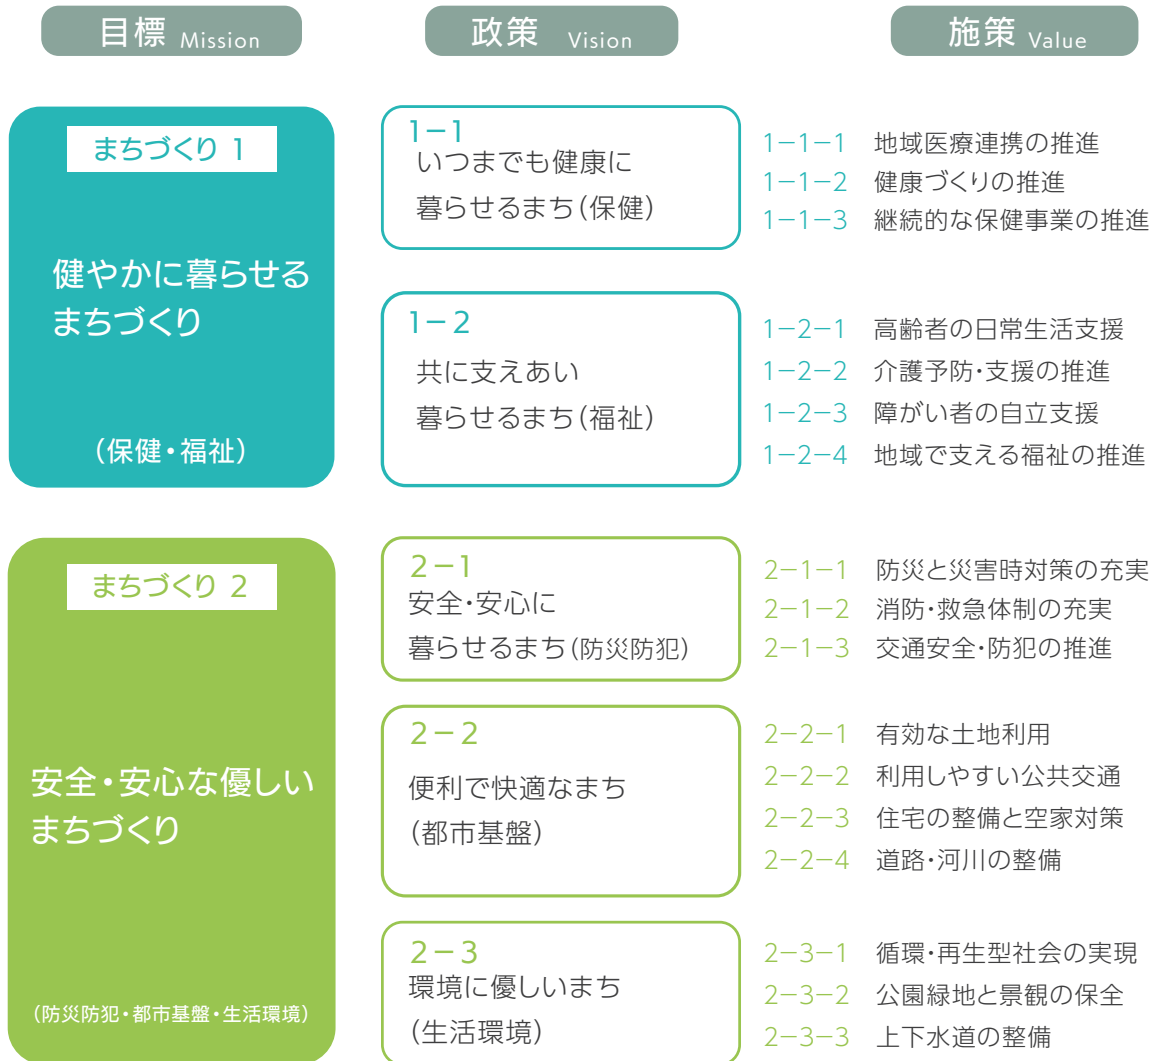 目標 Mission
政策 Vision
施策 Value
まちづくり 1
健やかに暮らせる
まちづくり
(保健・福祉)
1-1
いつまでも健康に
暮らせるまち(保健)
1-1-1 地域医療連携の推進
1-1-2 健康づくりの推進
1-1-3 継続的な保健事業の推進
1-2
共に支えあい
暮らせるまち(福祉)
1-2-1 高齢者の日常生活支援
1-2-2 介護予防・支援の推進
1-2-3 障がい者の自立支援
1-2-4 地域で支える福祉の推進
まちづくり 2
安全・安心な優しい
まちづくり
(防災防犯・都市基盤・生活環境)
2-1
安全・安心に
暮らせるまち(防災防犯)
2-1-1 防災と災害時対策の充実
2-1-2 消防・救急体制の充実
2-1-3 交通安全・防犯の推進
2-2
便利で快適なまち
(都市基盤)
2-2-1 有効な土地利用
2-2-2 利用しやすい公共交通
2-2-3 住宅の整備と空家対策
2-2-4 道路・河川の整備
2-3
環境に優しいまち
(生活環境)
2-3-1 循環・再生型社会の実現
2-3-2 公園緑地と景観の保全
2-3-3 上下水道の整備